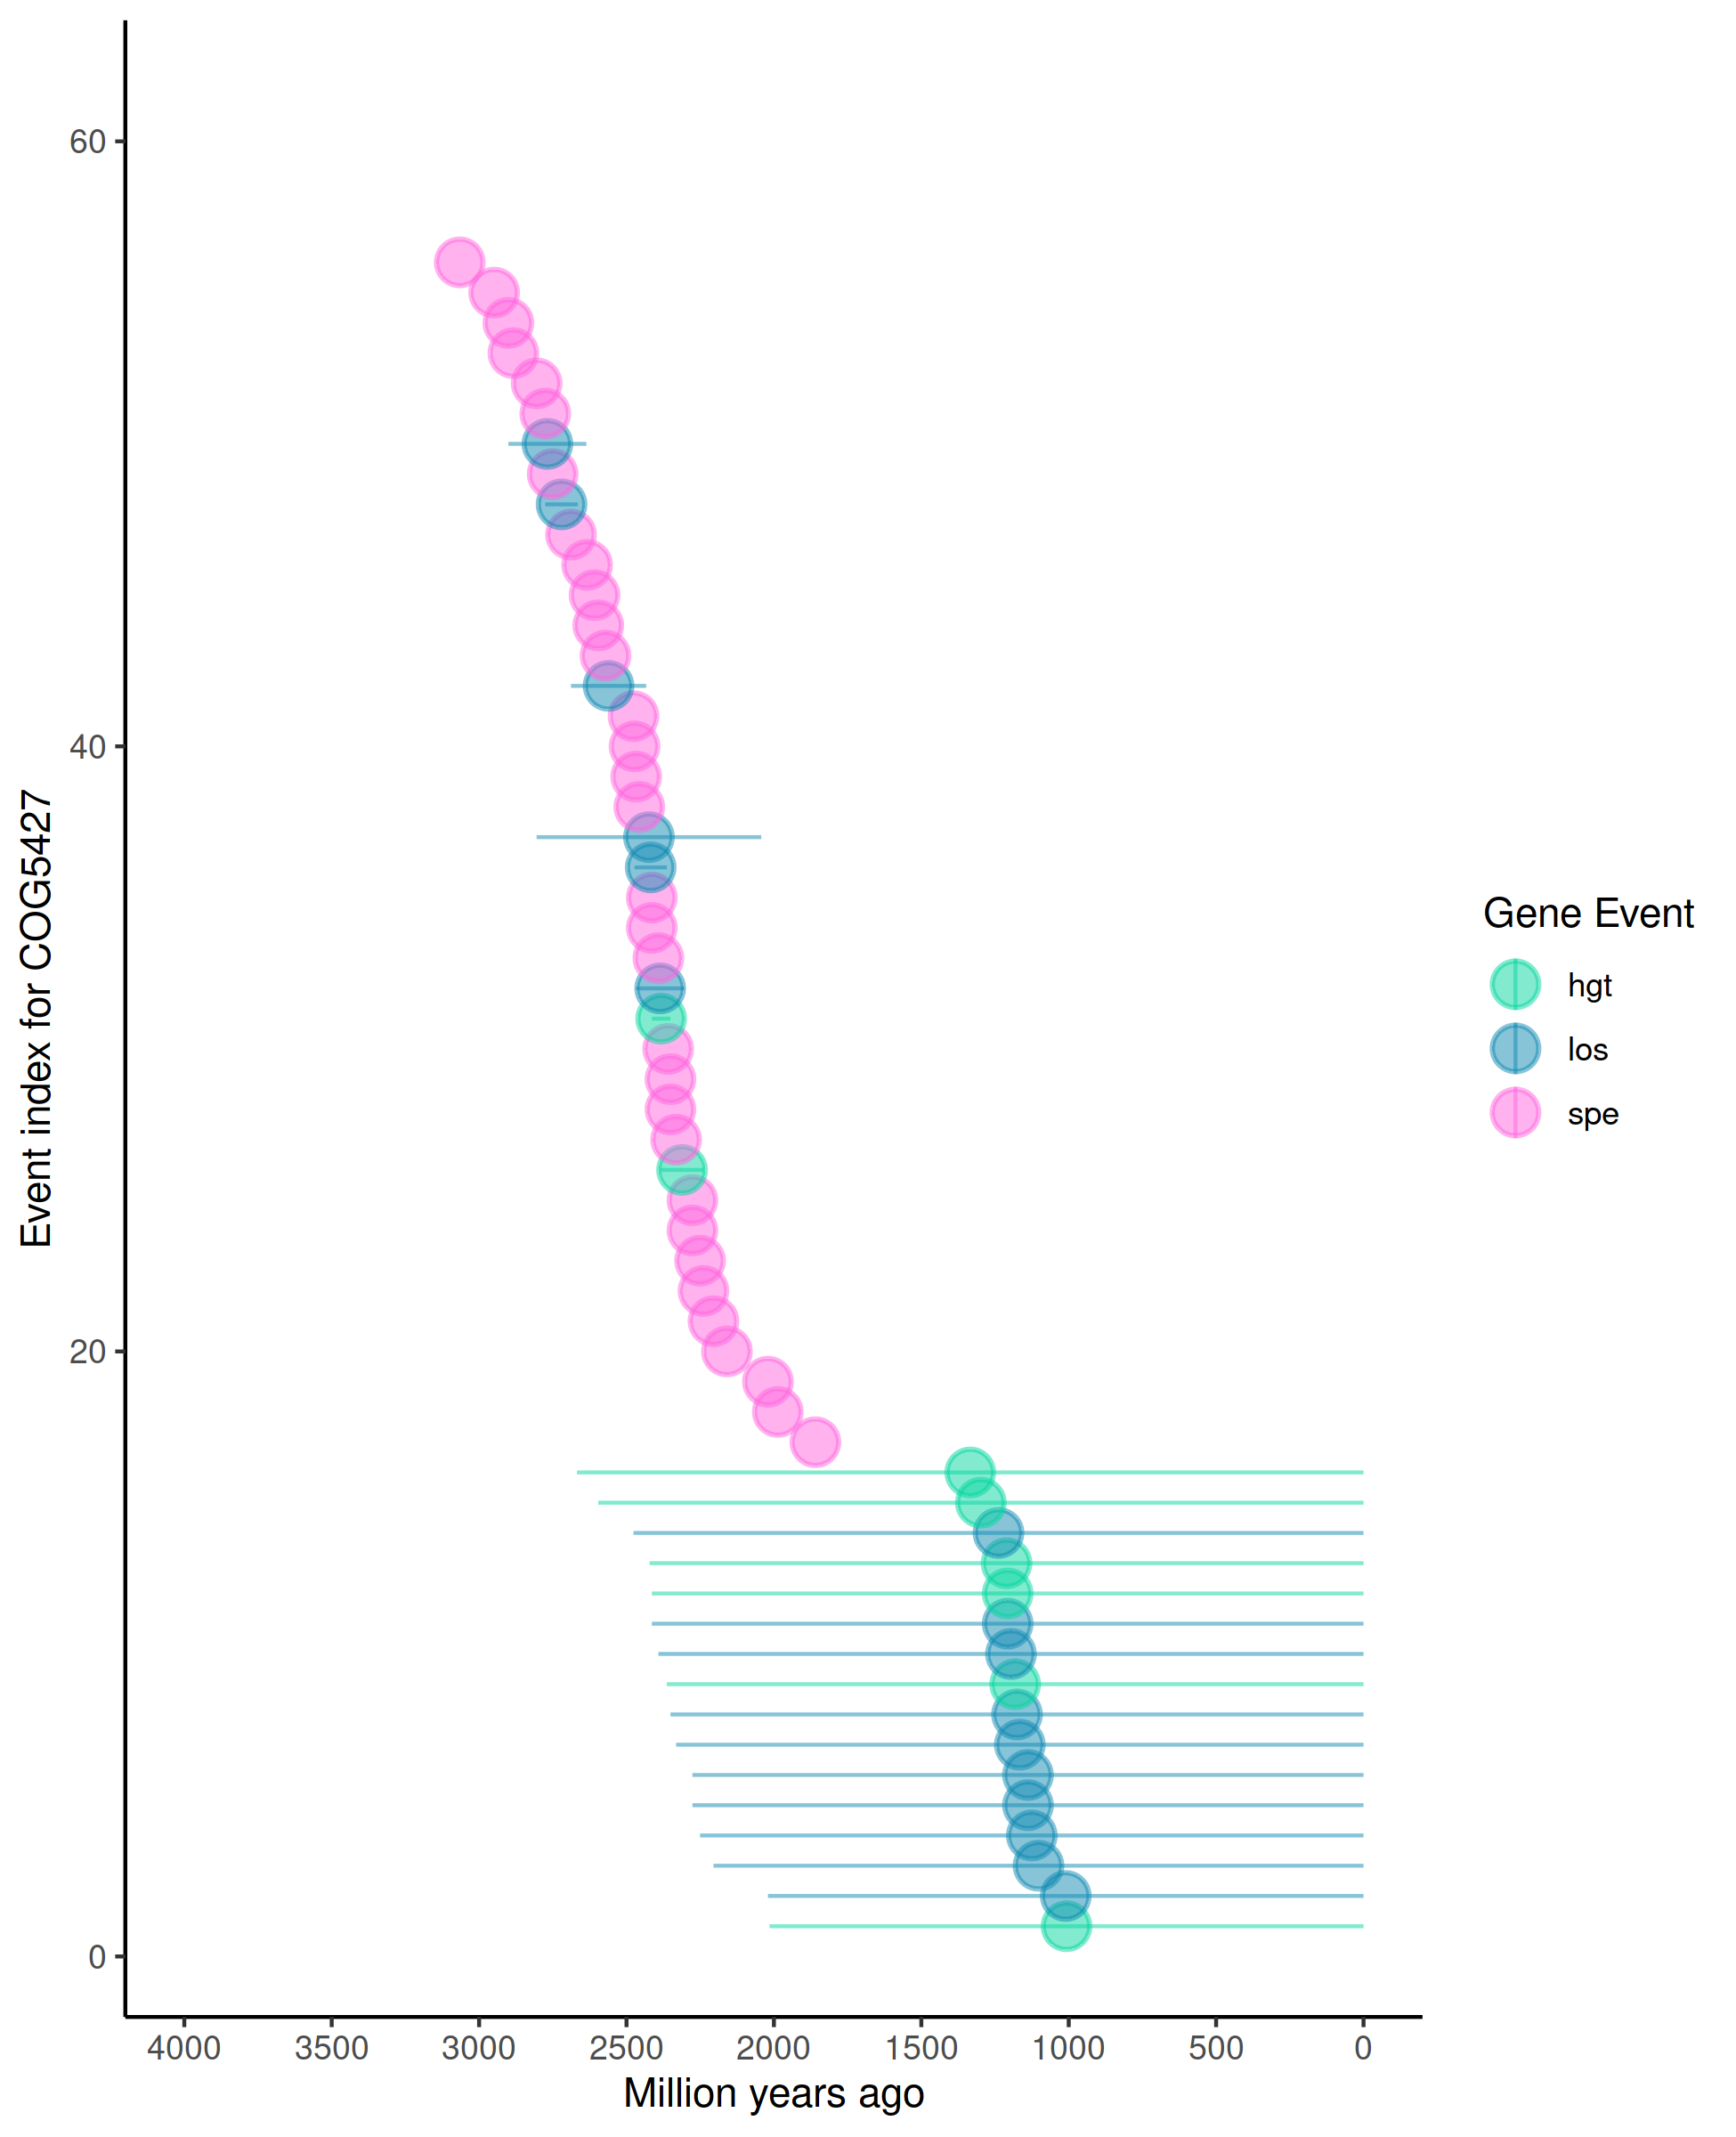 60
40
20
0
Event index for COG5427
4000 3500 3000 2500 2000 1500 1000 500 0
Million years ago
Gene Event
hgt
los
spe